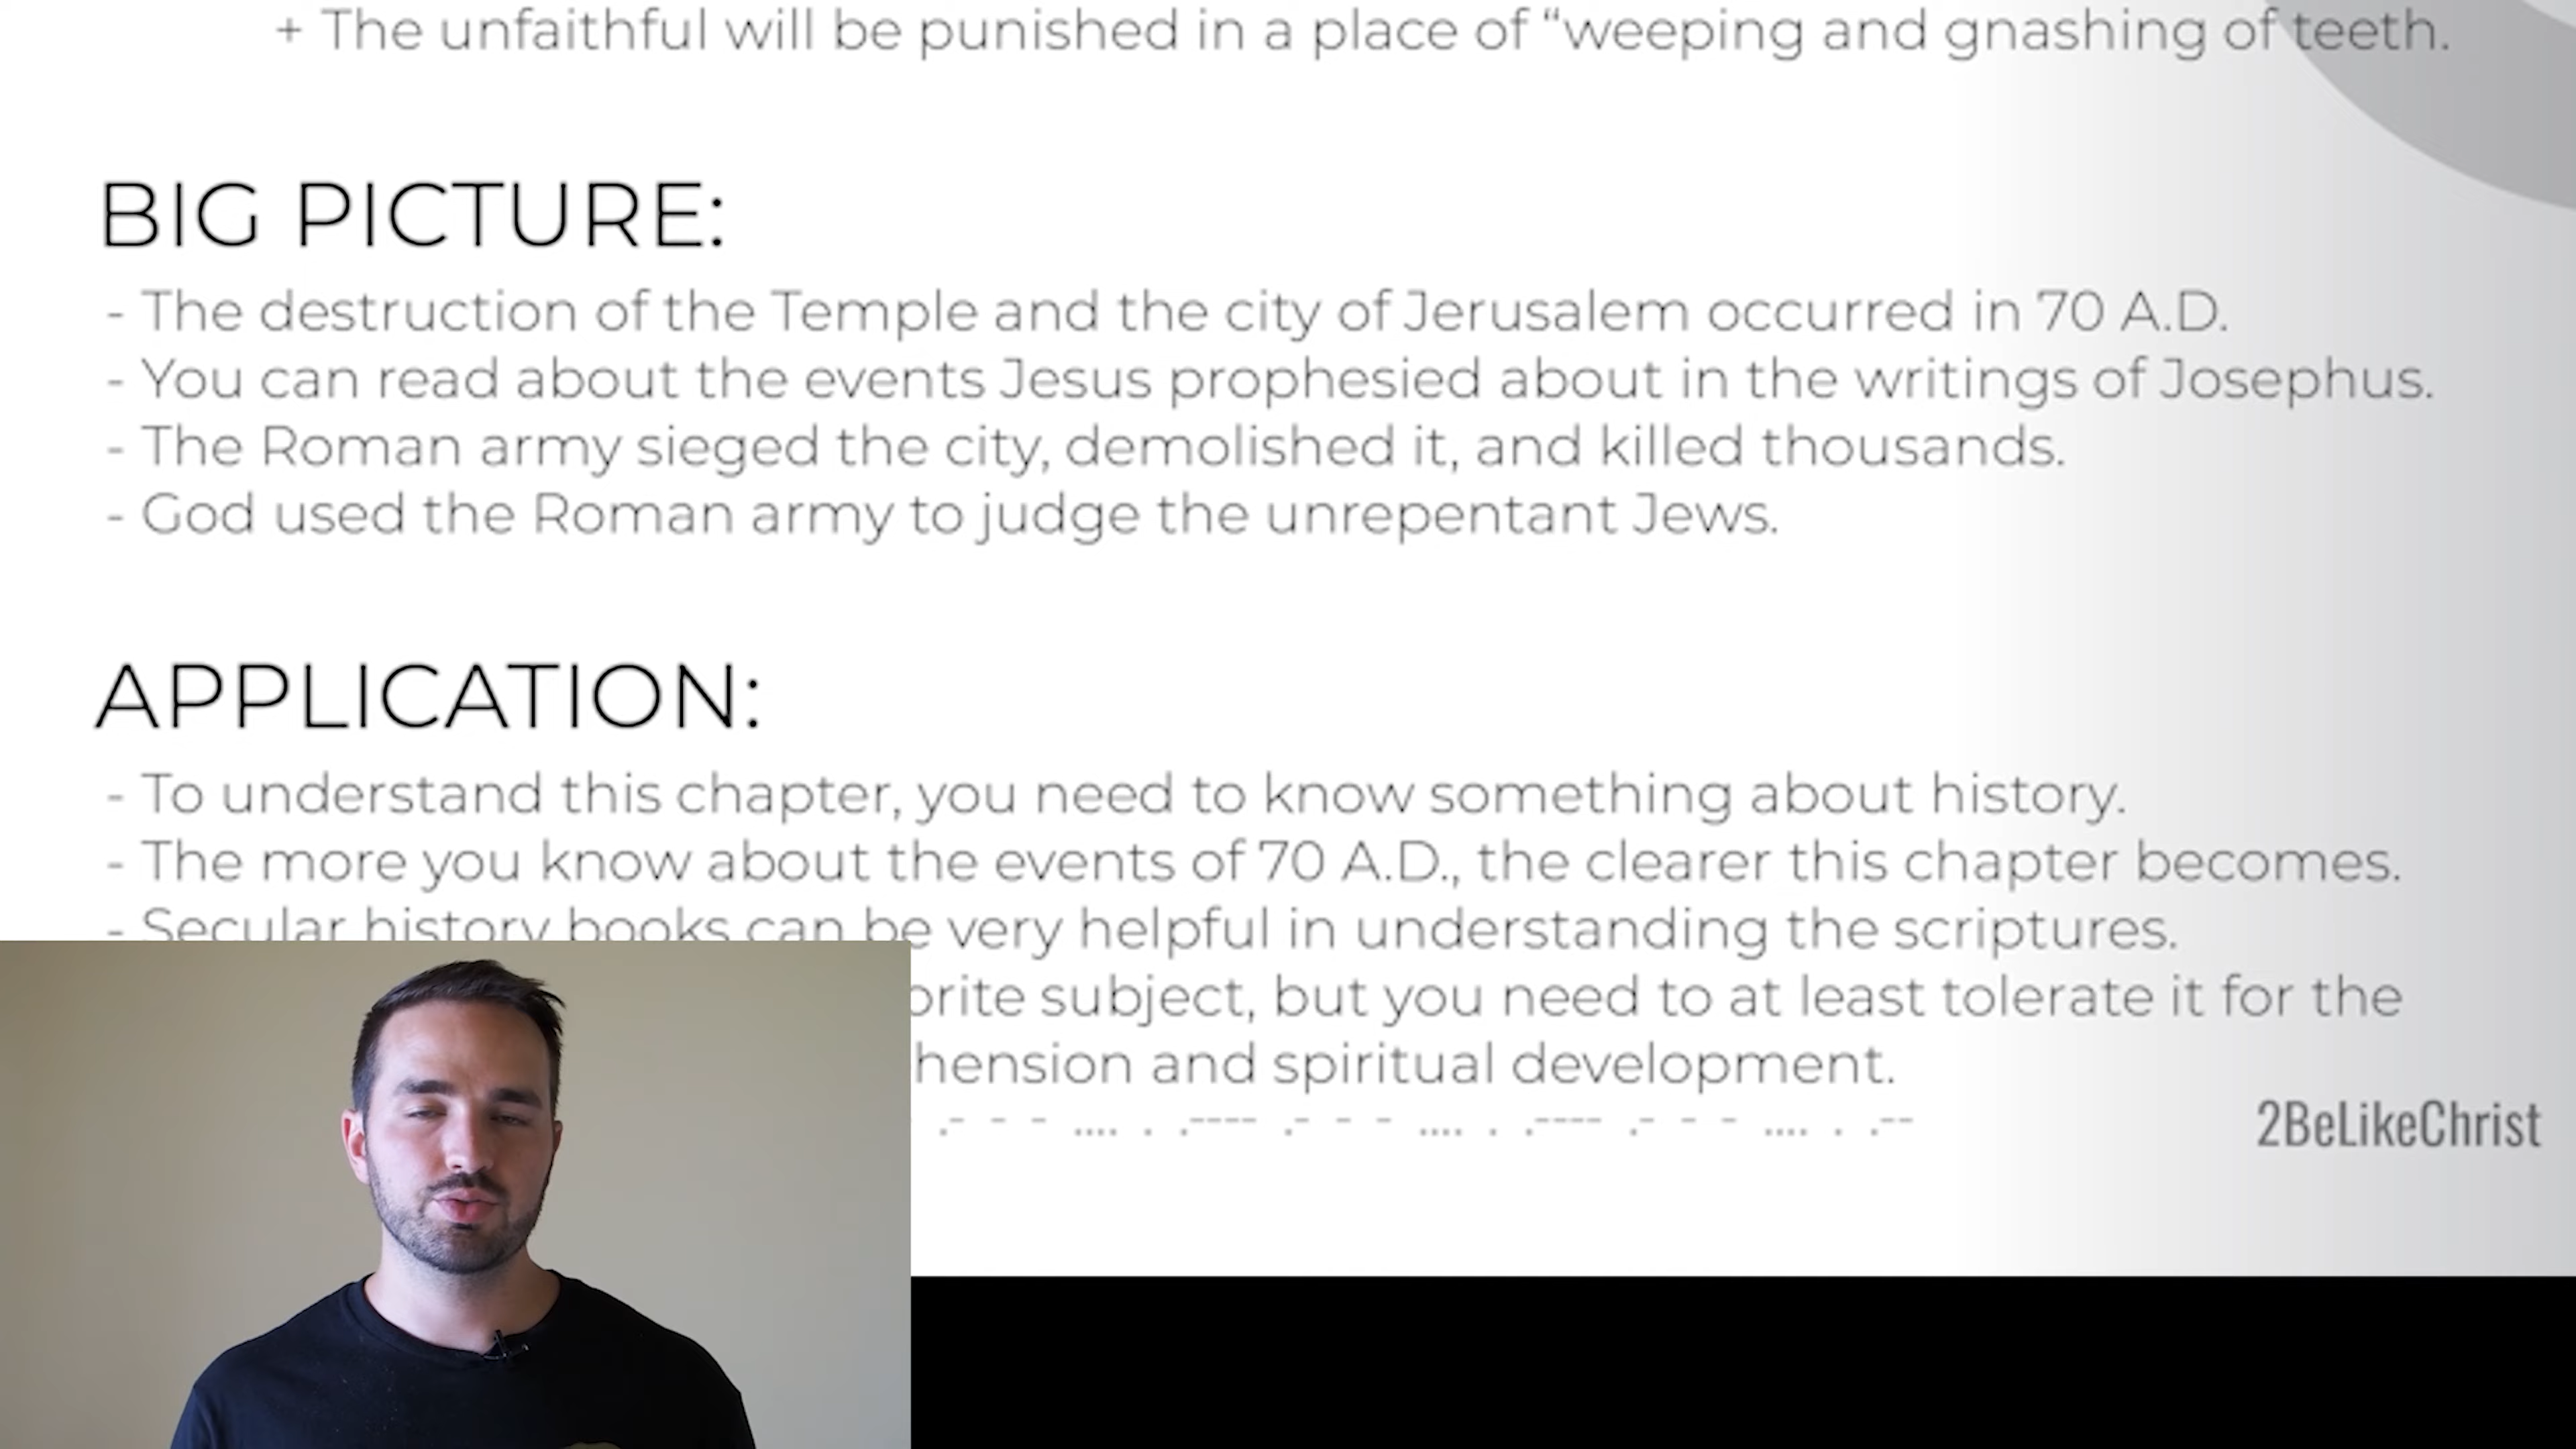 + The unfaithful will be punished in a place of “weeping and gnashing of teeth.
BIG PICTURE:
- The destruction of the Temple and the city of Jerusalem occurred in 70 A.D.
- You can read about the events Jesus prophesied about in the writings of Josephus.
- The Roman army sieged the city, demolished it, and killed thousands.
- God used the Roman army to judge the unrepentant Jews.
APPLICATION:
- To understand this chapter, you need to know something about history.
- The more you know about the events of 70 A.D., the clearer this chapter becomes.
- Secular history books can be very helpful in understanding the scriptures.
subject, but you need to at least tolerate it for the
and spiritual development.
2BeLikeChrist